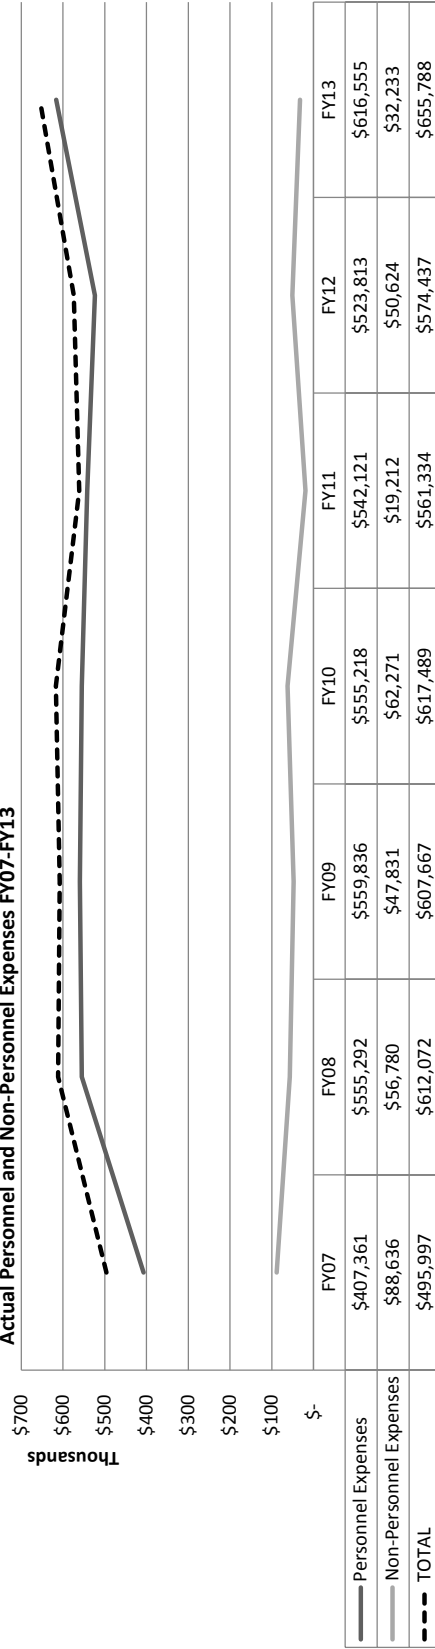 Actual Personnel and Non-Personnel Expenses FY07-FY13
$700
$600
$500
$400
$300
$200
$100
$-
Thousands
FY07 FY08 FY09 FY10 FY11 FY12 FY13
Personnel Expenses $407,361 $555,292 $559,836 $555,218 $542,121 $523,813 $616,555
Non-Personnel Expenses $88,636 $56,780 $47,831 $62,271 $19,212 $50,624 $32,233
TOTAL $495,997 $612,072 $607,667 $617,489 $561,334 $574,437 $655,788